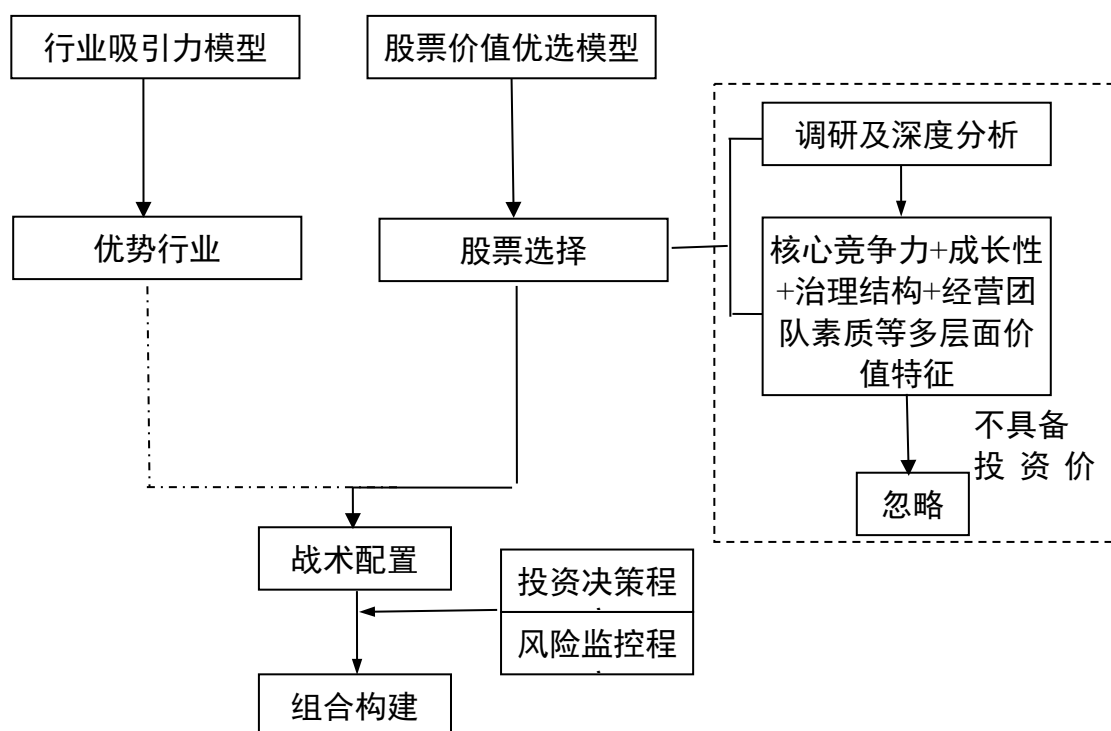 行业吸引力模型
股票价值优选模型
调研及深度分析
优势行业
股票选择
核心竞争力+成长性
+治理结构+经营团
队素质等多层面价
值特征
不具备
投 资 价
忽略
战术配置
投资决策程
风险监控程
组合构建